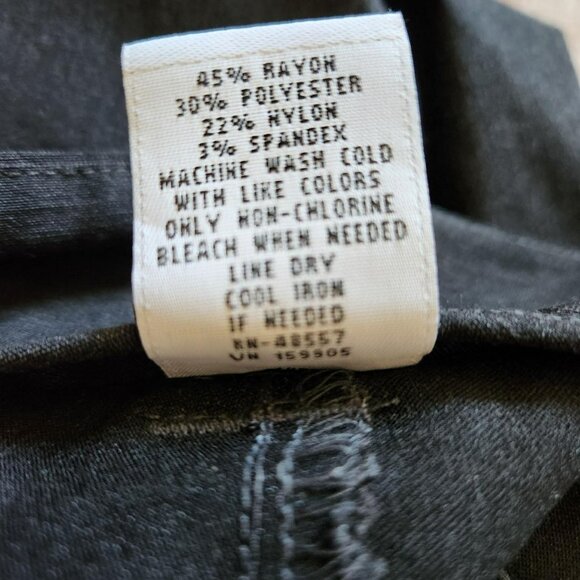 45% RAYON
30% POLYESTER
22% NYLON
3% SPANDEX
MACHINE WASH COLD
WITH LIKE COLORS
ONLY NON-CHLORINE
BLEACH WHEN NEEDED
LINE DRY
COOL IRON
IF NEEDED
RN-48557
VN 159905